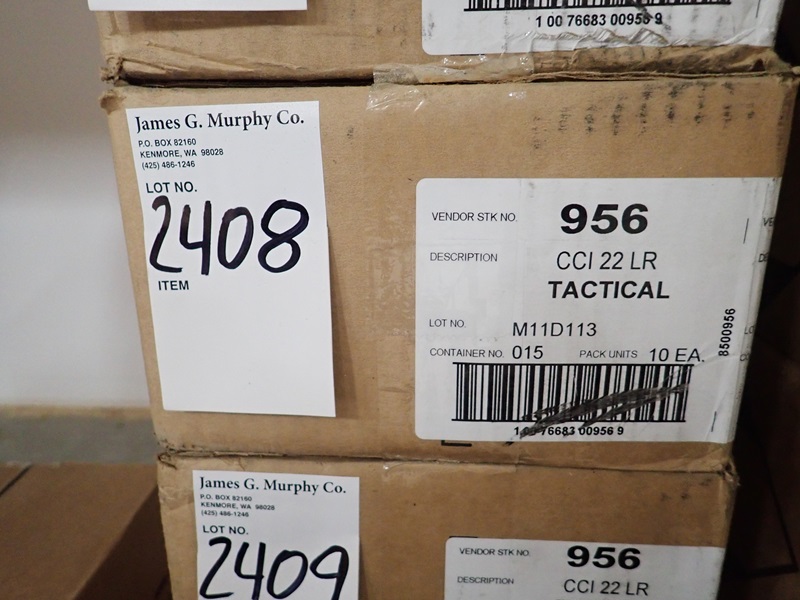 1 00 76683 00956 9
James G. Murphy Co.
P.O. BOX 82160
KENMORE, WA 98028
(425) 486-1246
LOT NO.
2408
ITEM
VENDOR STK NO. 956
DESCRIPTION CCI 22 LR
TACTICAL
LOT NO. M11D113
CONTAINER NO. 015 PACK UNITS 10 EA.
8500956
1 00 76683 00956 9
James G. Murphy Co.
P.O. BOX 82160
KENMORE, WA 98028
(425) 486-1246
LOT NO.
2409
VENDOR STK NO. 956
DESCRIPTION CCI 22 LR